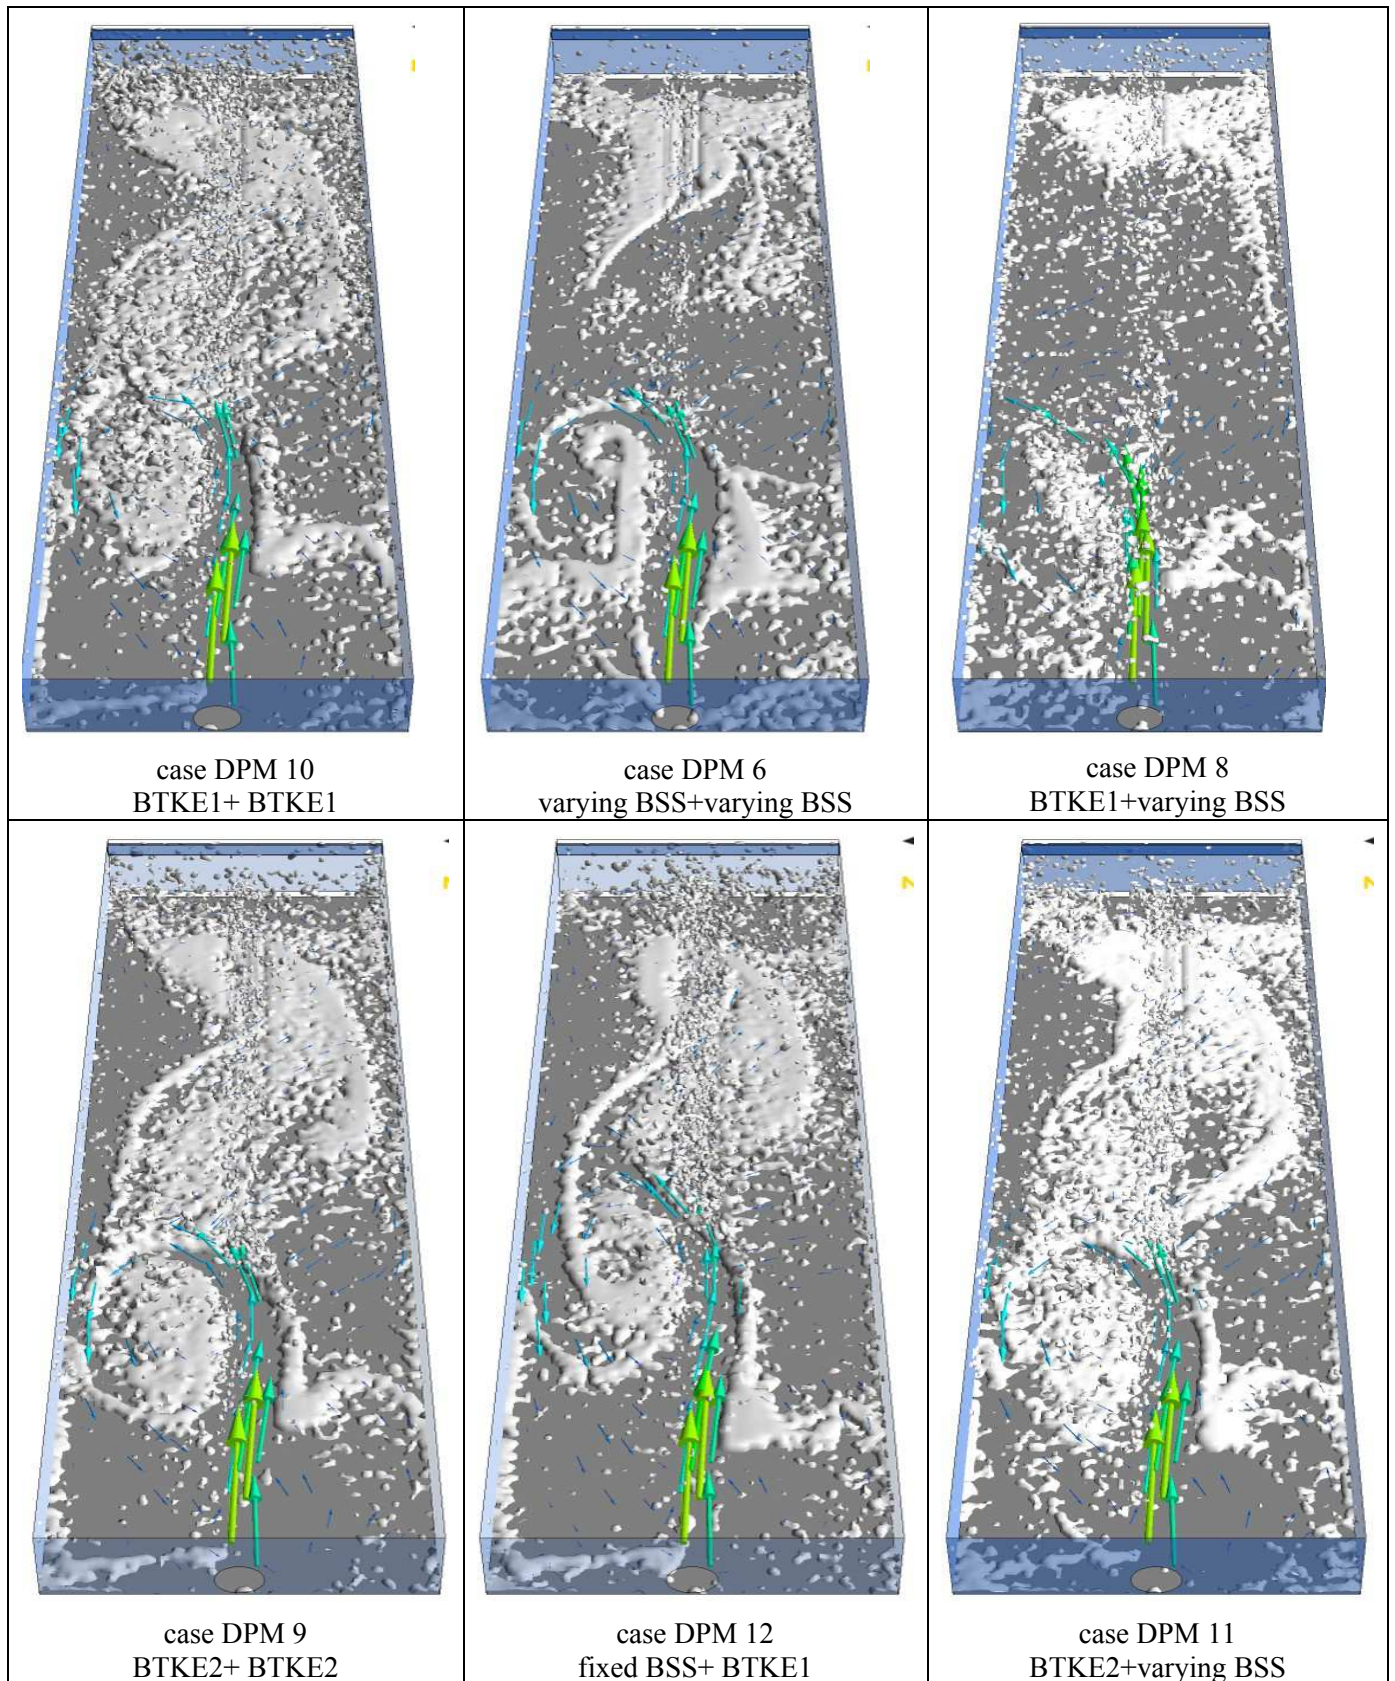 case DPM 10
BTKE1+ BTKE1
case DPM 6
varying BSS+varying BSS
case DPM 8
BTKE1+varying BSS
case DPM 9
BTKE2+ BTKE2
case DPM 12
fixed BSS+ BTKE1
case DPM 11
BTKE2+varying BSS